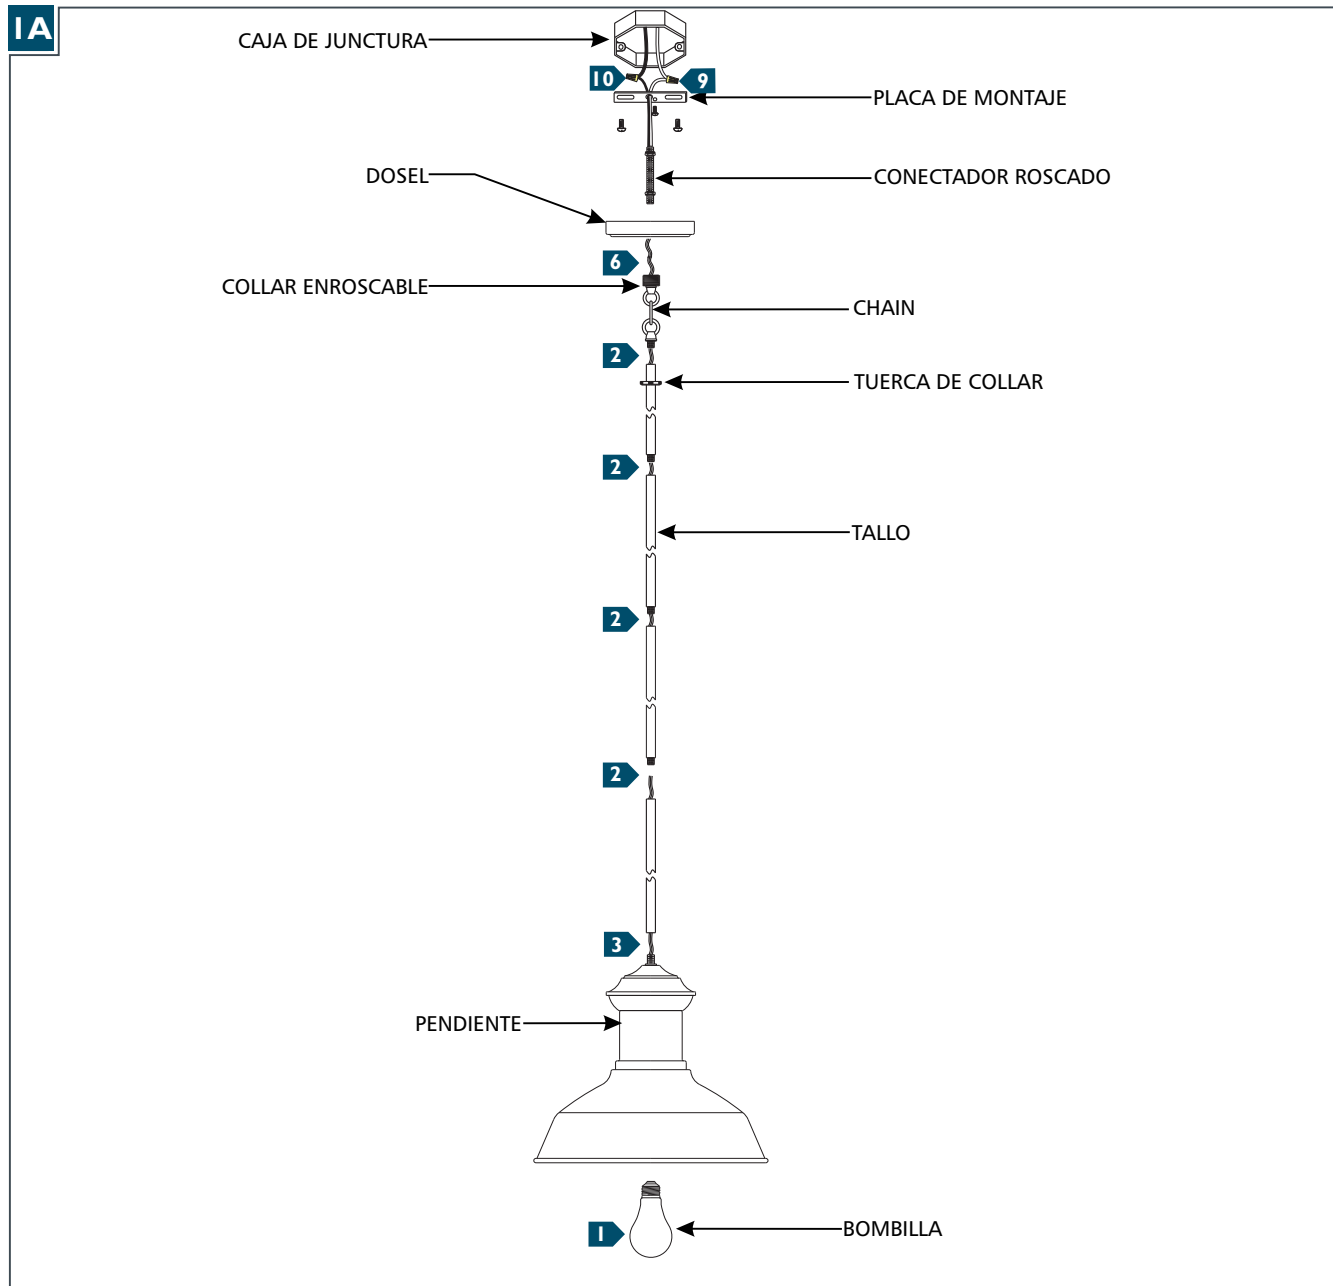 1A
CAJA DE JUNCTURA
10
9
PLACA DE MONTAJE
DOSEL
CONECTADOR ROSCADO
6
COLLAR ENROSCABLE
CHAIN
2
TUERCA DE COLLAR
2
TALLO
2
2
3
PENDIENTE
1
BOMBILLA